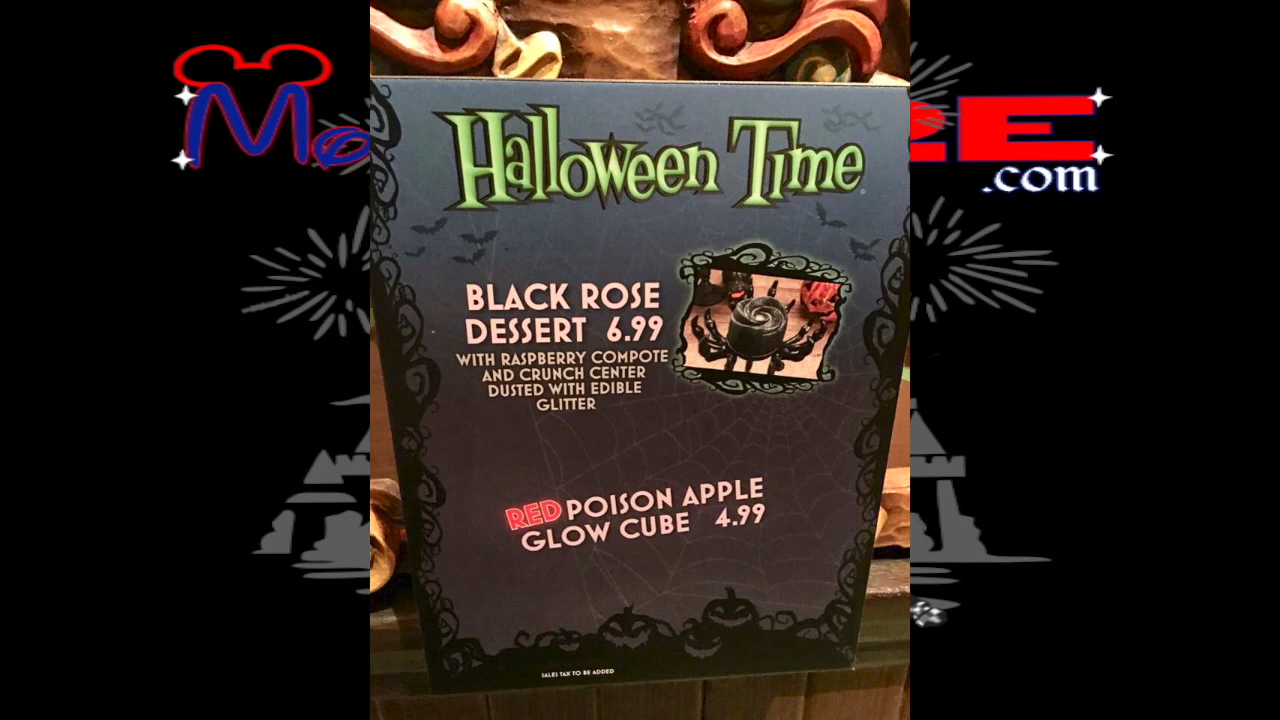 Halloween Time
BLACK ROSE
DESSERT 6.99
WITH RASPBERRY COMPOTE
AND CRUNCH CENTER
DUSTED WITH EDIBLE
GLITTER
RED POISON APPLE
GLOW CUBE 4.99
SALES TAX TO BE ADDED
.com